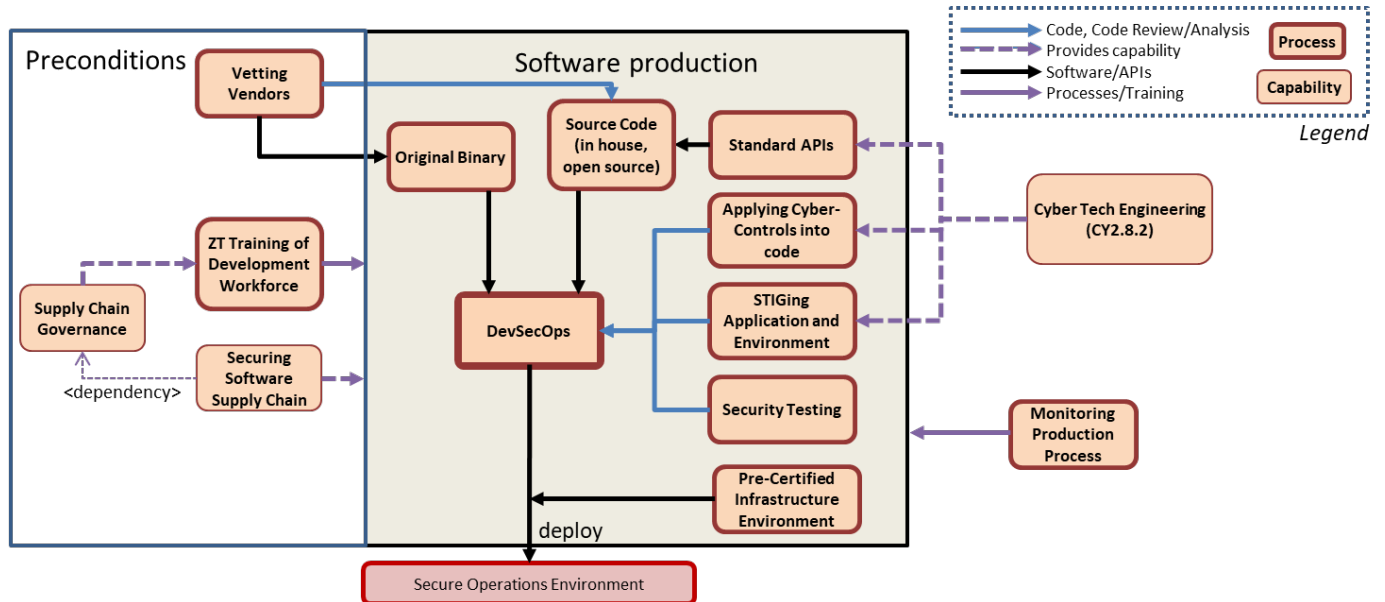 Preconditions
Vetting
Vendors
ZT Training of
Development
Workforce
Supply Chain
Governance
Securing
Software
Supply Chain
<dependency>
Software production
Original Binary
Source Code
(in house,
open source)
Standard APIs
Applying Cyber-
Controls into
code
STIGing
Application and
Environment
DevSecOps
Security Testing
Pre-Certified
Infrastructure
Environment
deploy
Secure Operations Environment
Code, Code Review/Analysis
Provides capability
Software/APIs
Processes/Training
Process
Capability
Legend
Cyber Tech Engineering
(CY2.8.2)
Monitoring
Production
Process